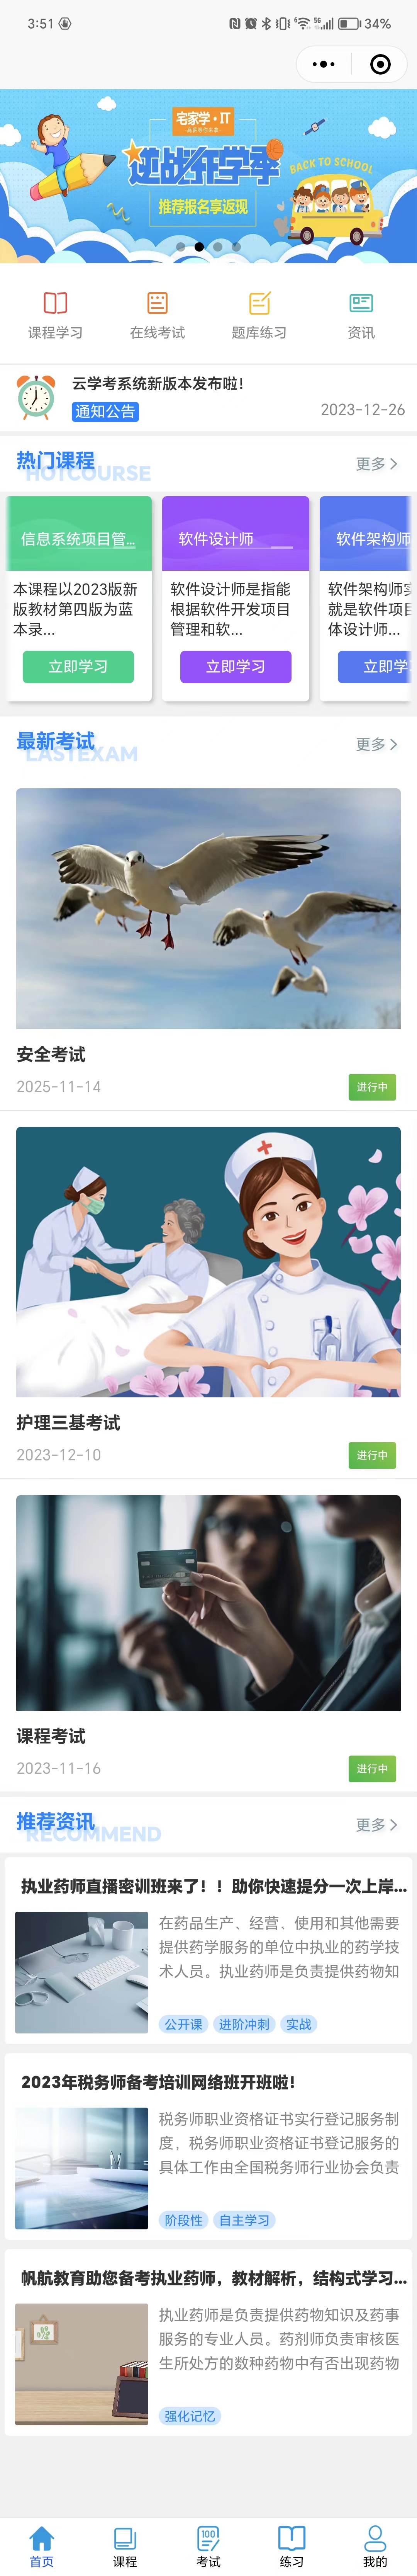 3:51
5G
34%
宅家学·IT
逆战开学季
BACK TO SCHOOL
推荐报名享返现
课程学习
在线考试
题库练习
资讯
云学考系统新版本发布啦！
通知公告
2023-12-26
热门课程
HOTCOURSE
更多
信息系统项目管...
软件设计师
软件架构师
本课程以2023版新
版教材第四版为蓝
本录...
软件设计师是指能
根据软件开发项目
管理和软...
软件架构师实
就是软件项目
体设计师...
立即学习
立即学习
立即学习
最新考试
LASTEXAM
更多
安全考试
2025-11-14
进行中
护理三基考试
2023-12-10
进行中
课程考试
2023-11-16
进行中
推荐资讯
RECOMMEND
更多
执业药师直播密训班来了！！助你快速提分一次上岸...
在药品生产、经营、使用和其他需要
提供药学服务的单位中执业的药学技
术人员。执业药师是负责提供药物知
公开课
进阶冲刺
实战
2023年税务师备考培训网络班开班啦！
税务师职业资格证书实行登记服务制
度，税务师职业资格证书登记服务的
具体工作由全国税务师行业协会负责
阶段性
自主学习
帆航教育助您备考执业药师，教材解析，结构式学习...
执业药师是负责提供药物知识及药事
服务的专业人员。药剂师负责审核医
生所处方的数种药物中有否出现药物
强化记忆
首页
课程
100
考试
练习
我的